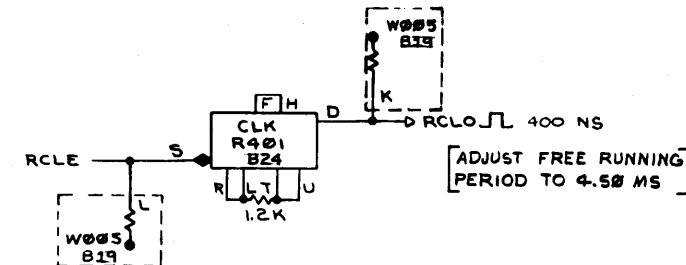 W005
B19
K
F H
D
CLK
R401
B24
RCLO 400 NS
RCLE
S
ADJUST FREE RUNNING
PERIOD TO 4.50 MS
R L T U
1.2K
L
W005
B19